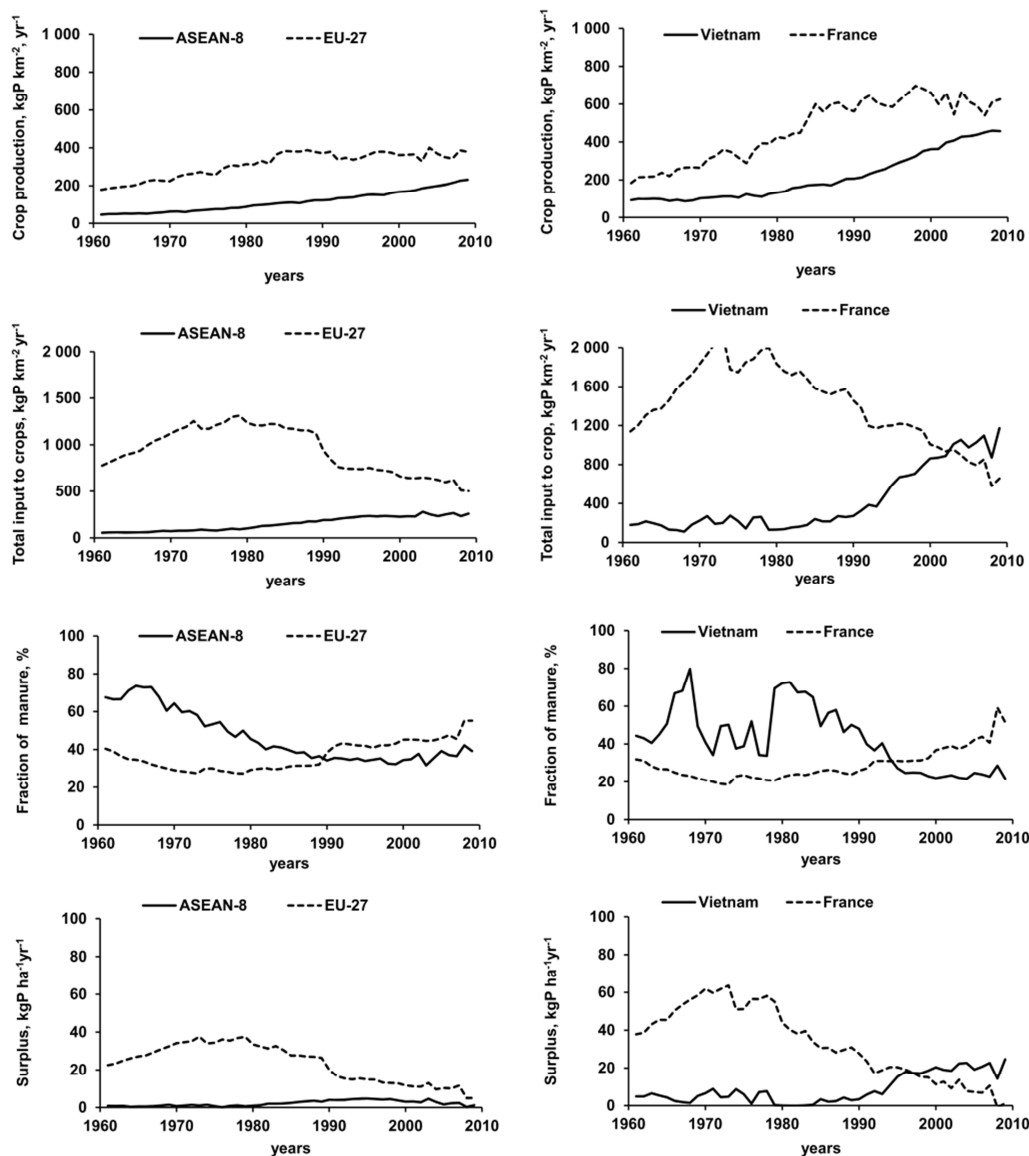 ASEAN-8 EU-27
Crop production, kgP km-2, yr-1
1 000
800
600
400
200
0
1960 1970 1980 1990 2000 2010
years
Vietnam France
Crop production, kgP km-2, yr-1
1 000
800
600
400
200
0
1960 1970 1980 1990 2000 2010
years
ASEAN-8 EU-27
Total input to crops, kgP km-2 yr-1
2 000
1 500
1 000
500
0
1960 1970 1980 1990 2000 2010
years
Vietnam France
Total input to crop, kgP km-2 yr-1
2 000
1 600
1200
800
400
0
1960 1970 1980 1990 2000 2010
years
ASEAN-8 EU-27
Fraction of manure, %
100
80
60
40
20
0
1960 1970 1980 1990 2000 2010
years
Vietnam France
Fraction of manure, %
100
80
60
40
20
0
1960 1970 1980 1990 2000 2010
years
ASEAN-8 EU-27
Surplus, kgP ha-1yr-1
100
80
60
40
20
0
1960 1970 1980 1990 2000 2010
years
Vietnam France
Surplus, kgP ha-1yr-1
100
80
60
40
20
0
1960 1970 1980 1990 2000 2010
years